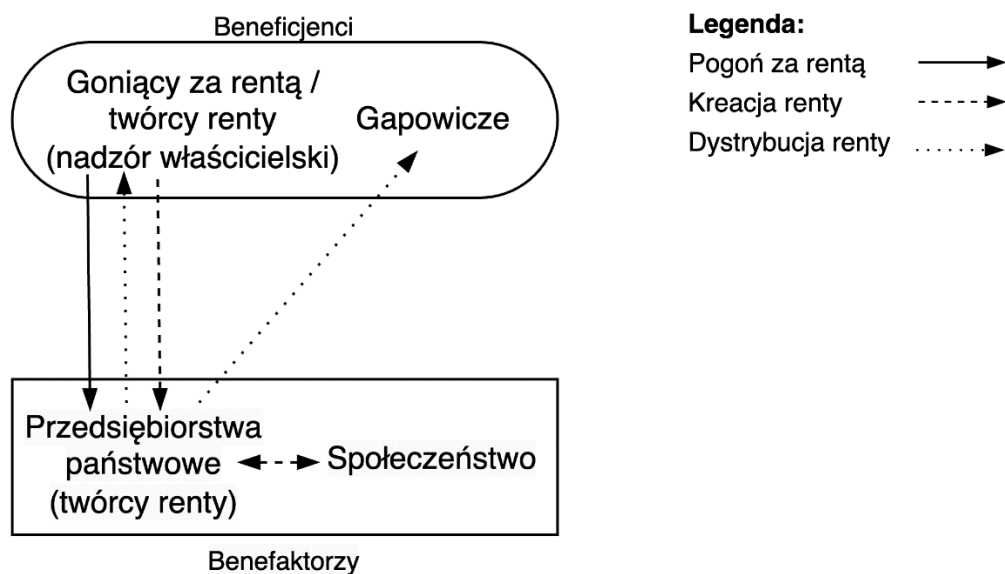 Beneficjenci
Goniący za rentą /
twórcy renty
(nadzór właścicielski)
Gapowicze
Przedsiębiorstwa
państwowe
(twórcy renty)
Społeczeństwo
Benefaktorzy
Legenda:
Pogoń za rentą
Kreacja renty
Dystrybucja renty